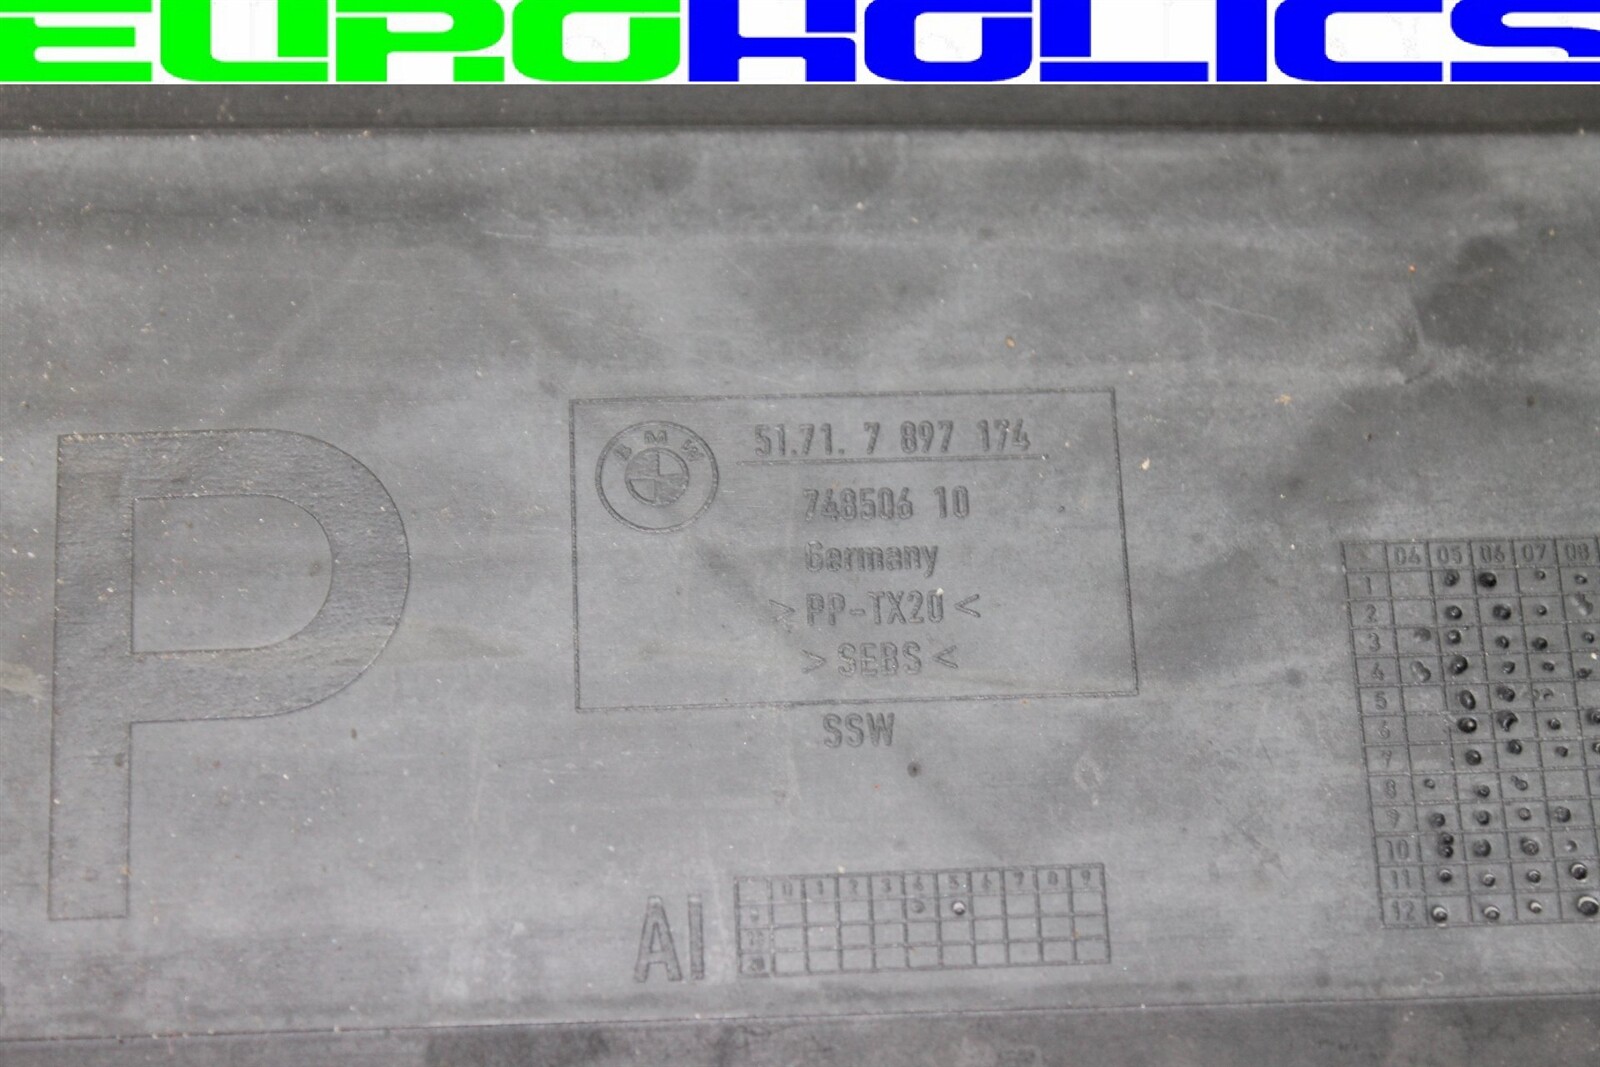 EUROHOLICS
P
BMW
51.71. 7 897 174
748506 10
Germany
> PP-TX20 <
> SEBS <
SSW
04 05 06 07 08
1
2
3
4
5
6
7
8
9
10
11
12
AI
0 1 2 3 4 5 6 7 8 9